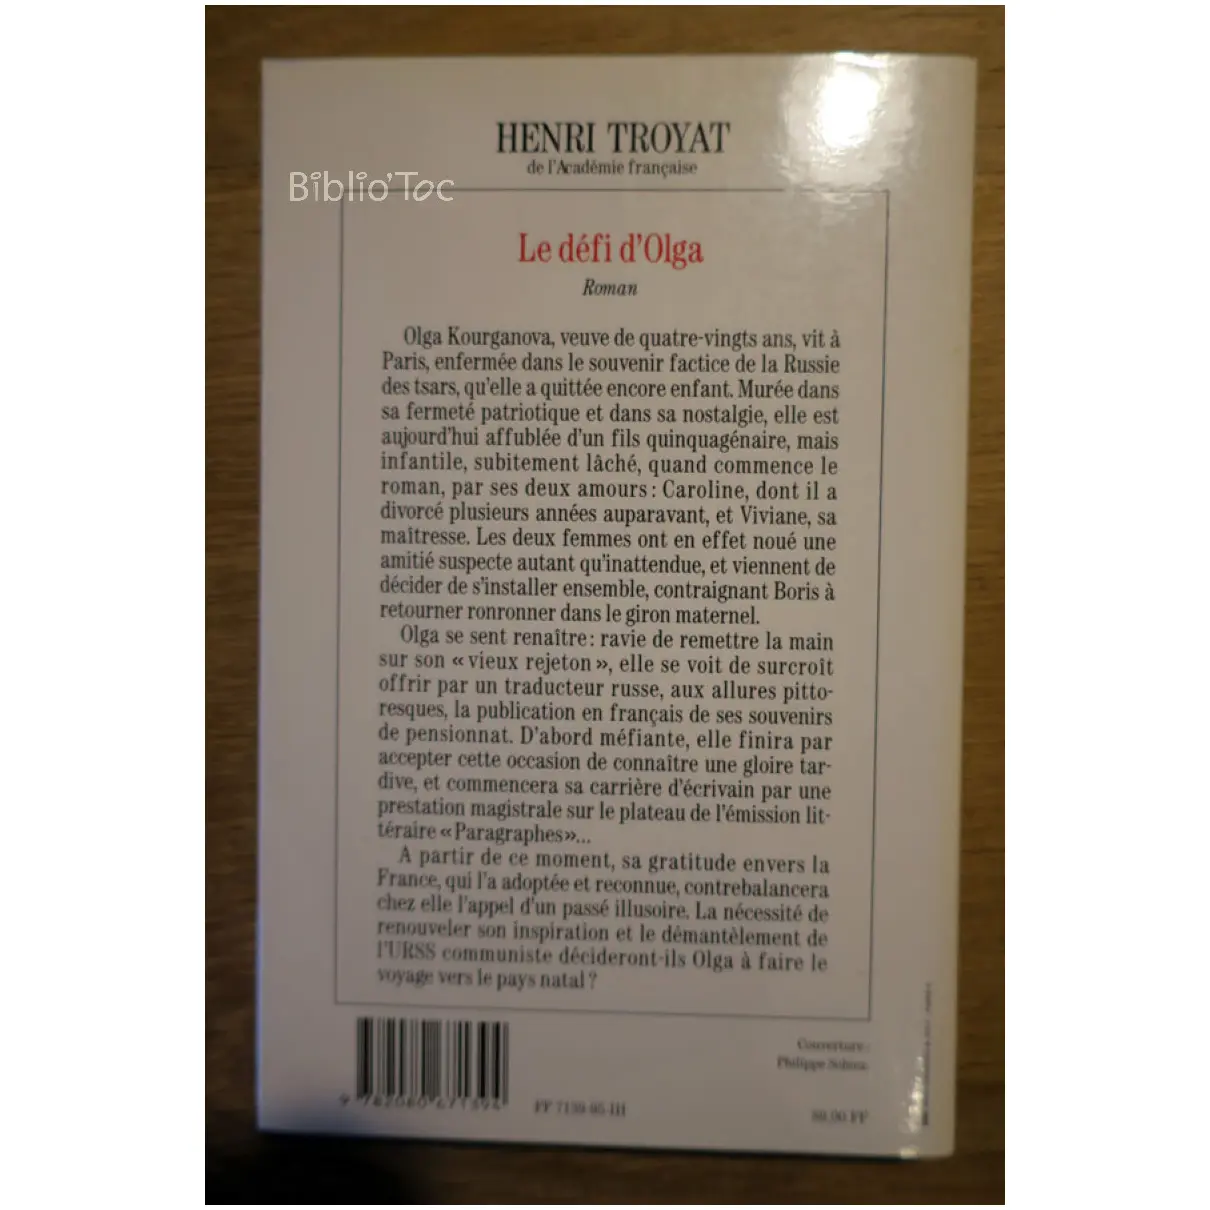 HENRI TROYAT
de l'Académie française
Biblio'Toc
Le défi d'Olga
Roman
Olga Kourganova, veuve de quatre-vingts ans, vit à
Paris, enfermée dans le souvenir factice de la Russie
des tsars, qu'elle a quittée encore enfant. Murée dans
sa fermeté patriotique et dans sa nostalgie, elle est
aujourd'hui affublée d'un fils quinquagénaire, mais
infantile, subitement lâché, quand commence le
roman, par ses deux amours : Caroline, dont il a
divorcé plusieurs années auparavant, et Viviane, sa
maîtresse. Les deux femmes ont en effet noué une
amitié suspecte autant qu'inattendue, et viennent de
décider de s'installer ensemble, contraignant Boris à
retourner ronronner dans le giron maternel.
Olga se sent renaître : ravie de remettre la main
sur son « vieux rejeton », elle se voit de surcroît
offrir par un traducteur russe, aux allures pitto-
resques, la publication en français de ses souvenirs
de pensionnat. D'abord méfiante, elle finira par
accepter cette occasion de connaître une gloire tar-
dive, et commencera sa carrière d'écrivain par une
prestation magistrale sur le plateau de l'émission lit-
téraire « Paragraphes »...
A partir de ce moment, sa gratitude envers la
France, qui l'a adoptée et reconnue, contrebalancera
chez elle l'appel d'un passé illusoire. La nécessité de
renouveler son inspiration et le démantèlement de
l'URSS communiste décideront-ils Olga à faire le
voyage vers le pays natal ?
Couverture :
Philippe
9 782080 671394
FF 7139-95-III
FF